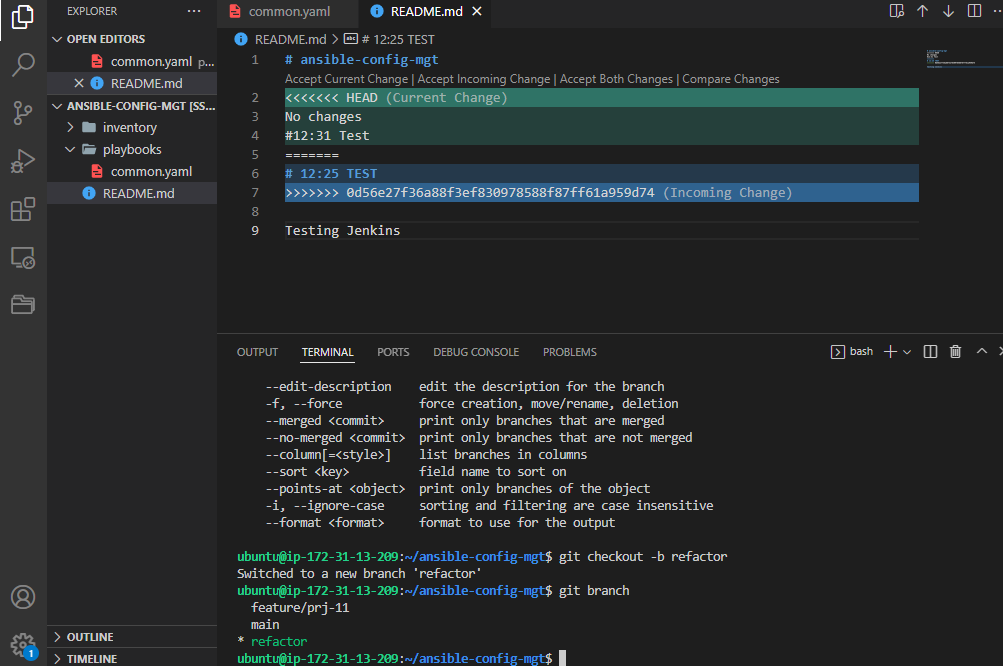 EXPLORER ···
OPEN EDITORS
common.yaml p...
README.md
ANSIBLE-CONFIG-MGT [SS...
inventory
playbooks
common.yaml
README.md
OUTLINE
TIMELINE
1
common.yaml
README.md
README.md > # 12:25 TEST
1 # ansible-config-mgt
Accept Current Change | Accept Incoming Change | Accept Both Changes | Compare Changes
2 <<<<<<< HEAD (Current Change)
3 No changes
4 #12:31 Test
5 =======
6 # 12:25 TEST
7 >>>>>>> 0d56e27f36a88f3ef830978588f87ff61a959d74 (Incoming Change)
8
9 Testing Jenkins
OUTPUT TERMINAL PORTS DEBUG CONSOLE PROBLEMS bash
--edit-description edit the description for the branch
-f, --force force creation, move/rename, deletion
--merged <commit> print only branches that are merged
--no-merged <commit> print only branches that are not merged
--column[=<style>] list branches in columns
--sort <key> field name to sort on
--points-at <object> print only branches of the object
-i, --ignore-case sorting and filtering are case insensitive
--format <format> format to use for the output
ubuntu@ip-172-31-13-209:~/ansible-config-mgt$ git checkout -b refactor
Switched to a new branch 'refactor'
ubuntu@ip-172-31-13-209:~/ansible-config-mgt$ git branch
feature/prj-11
main
* refactor
ubuntu@ip-172-31-13-209:~/ansible-config-mgt$